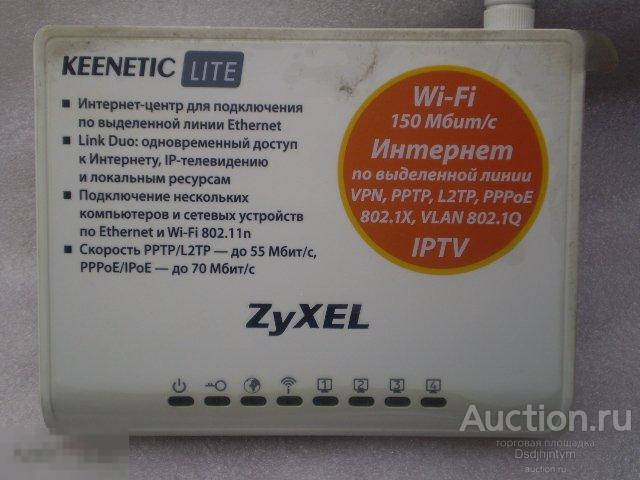 KEENETIC LITE
▪ Интернет-центр для подключения
по выделенной линии Ethernet
▪ Link Duo: одновременный доступ
к Интернету, IP-телевидению
и локальным ресурсам
▪ Подключение нескольких
компьютеров и сетевых устройств
по Ethernet и Wi-Fi 802.11n
▪ Скорость PPTP/L2TP — до 55 Мбит/с,
PPPoE/IPoE — до 70 Мбит/с
Wi-Fi
150 Мбит/с
Интернет
по выделенной линии
VPN, PPTP, L2TP, PPPoE
802.1X, VLAN 802.1Q
IPTV
ZyXEL
1 2 3 4
Auction.ru
торговая площадка
Dsdjhjntym
auction.ru